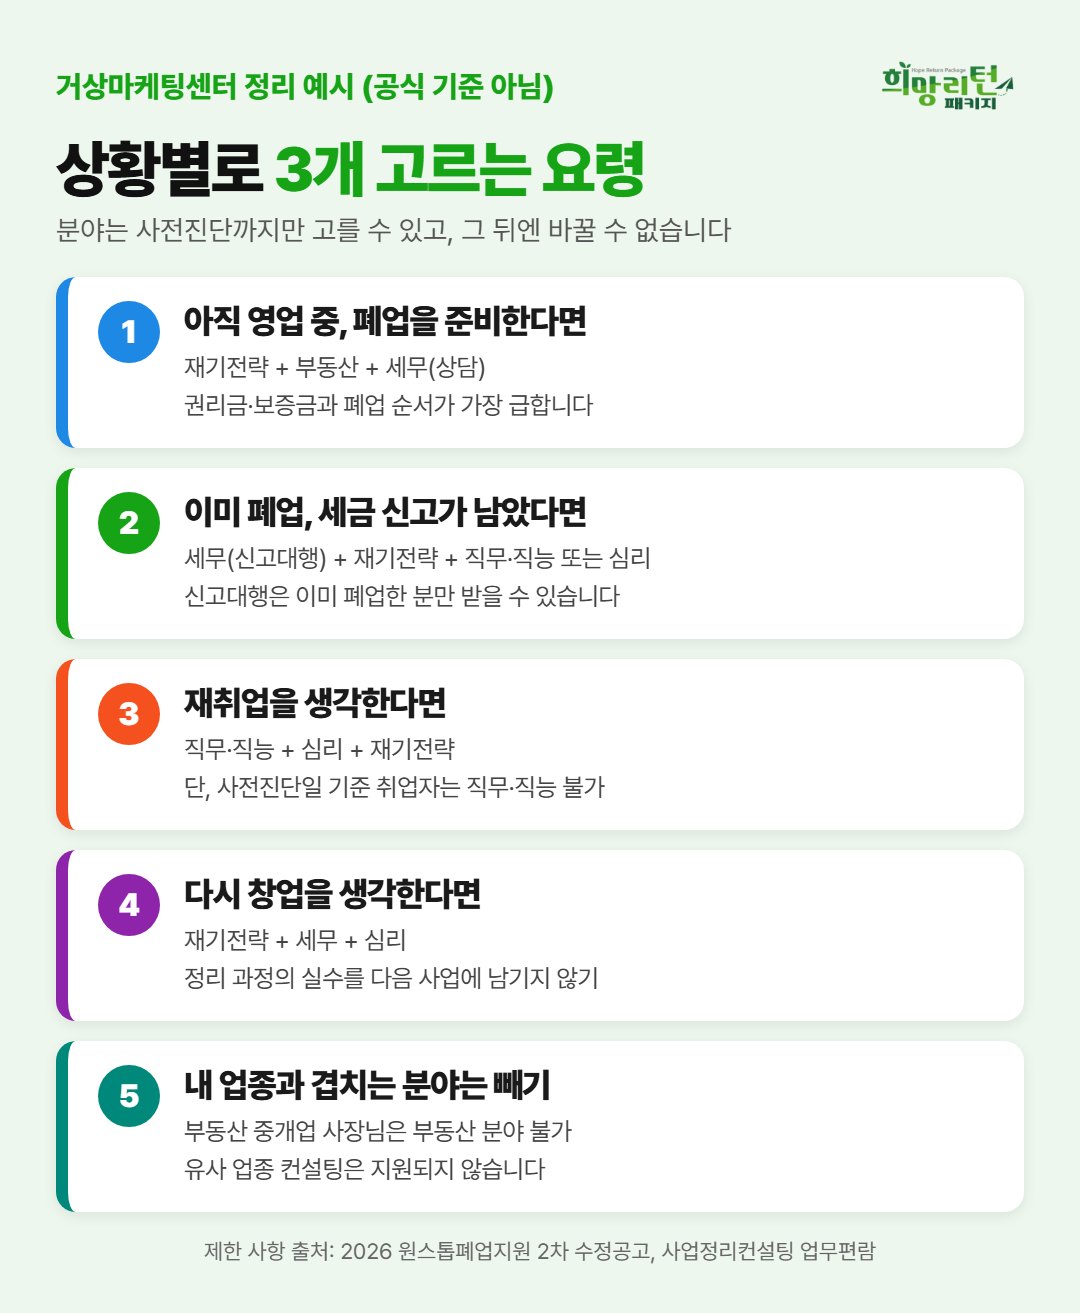 거상마케팅센터 정리 예시 (공식 기준 아님)
Hope Return Package
희망리턴
패키지
상황별로 3개 고르는 요령
분야는 사전진단까지만 고를 수 있고, 그 뒤엔 바꿀 수 없습니다
1
아직 영업 중, 폐업을 준비한다면
재기전략 + 부동산 + 세무(상담)
권리금·보증금과 폐업 순서가 가장 급합니다
2
이미 폐업, 세금 신고가 남았다면
세무(신고대행) + 재기전략 + 직무·직능 또는 심리
신고대행은 이미 폐업한 분만 받을 수 있습니다
3
재취업을 생각한다면
직무·직능 + 심리 + 재기전략
단, 사전진단일 기준 취업자는 직무·직능 불가
4
다시 창업을 생각한다면
재기전략 + 세무 + 심리
정리 과정의 실수를 다음 사업에 남기지 않기
5
내 업종과 겹치는 분야는 빼기
부동산 중개업 사장님은 부동산 분야 불가
유사 업종 컨설팅은 지원되지 않습니다
제한 사항 출처: 2026 원스톱폐업지원 2차 수정공고, 사업정리컨설팅 업무편람